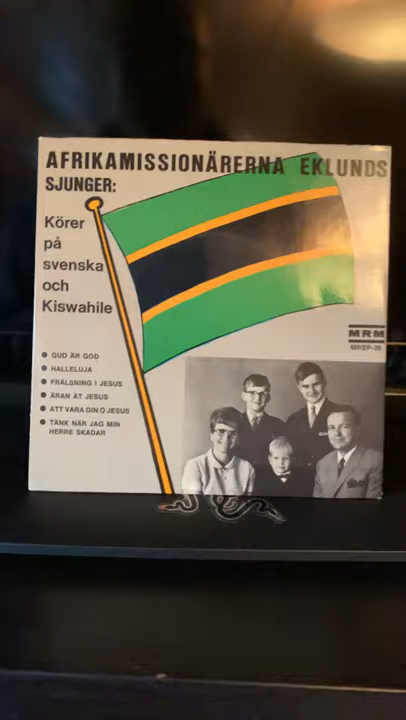 AFRIKAMISSIONÄRERNA EKLUNDS
SJUNGER:
Körer
på
svenska
och
Kiswahile
MRM
MREP-36
GUD ÄR GOD
HALLELUJA
FRÄLSNING I JESUS
ÄRAN ÅT JESUS
ATT VARA DIN O JESUS
TÄNK NÄR JAG MIN
HERRE SKÅDAR